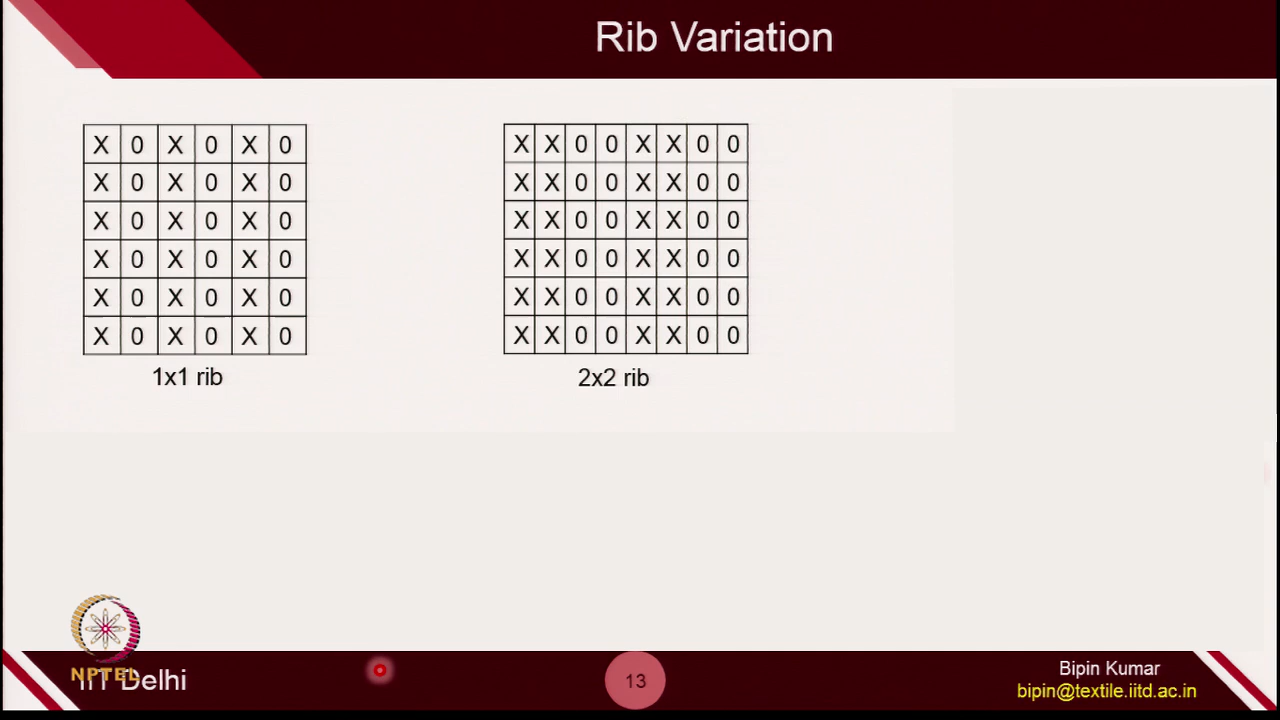 Rib Variation
X 0 X 0 X 0
X 0 X 0 X 0
X 0 X 0 X 0
X 0 X 0 X 0
X 0 X 0 X 0
X 0 X 0 X 0
1x1 rib
X X 0 0 X X 0 0
X X 0 0 X X 0 0
X X 0 0 X X 0 0
X X 0 0 X X 0 0
X X 0 0 X X 0 0
X X 0 0 X X 0 0
2x2 rib
NPTEL
IIT Delhi
13
Bipin Kumar
bipin@textile.iitd.ac.in